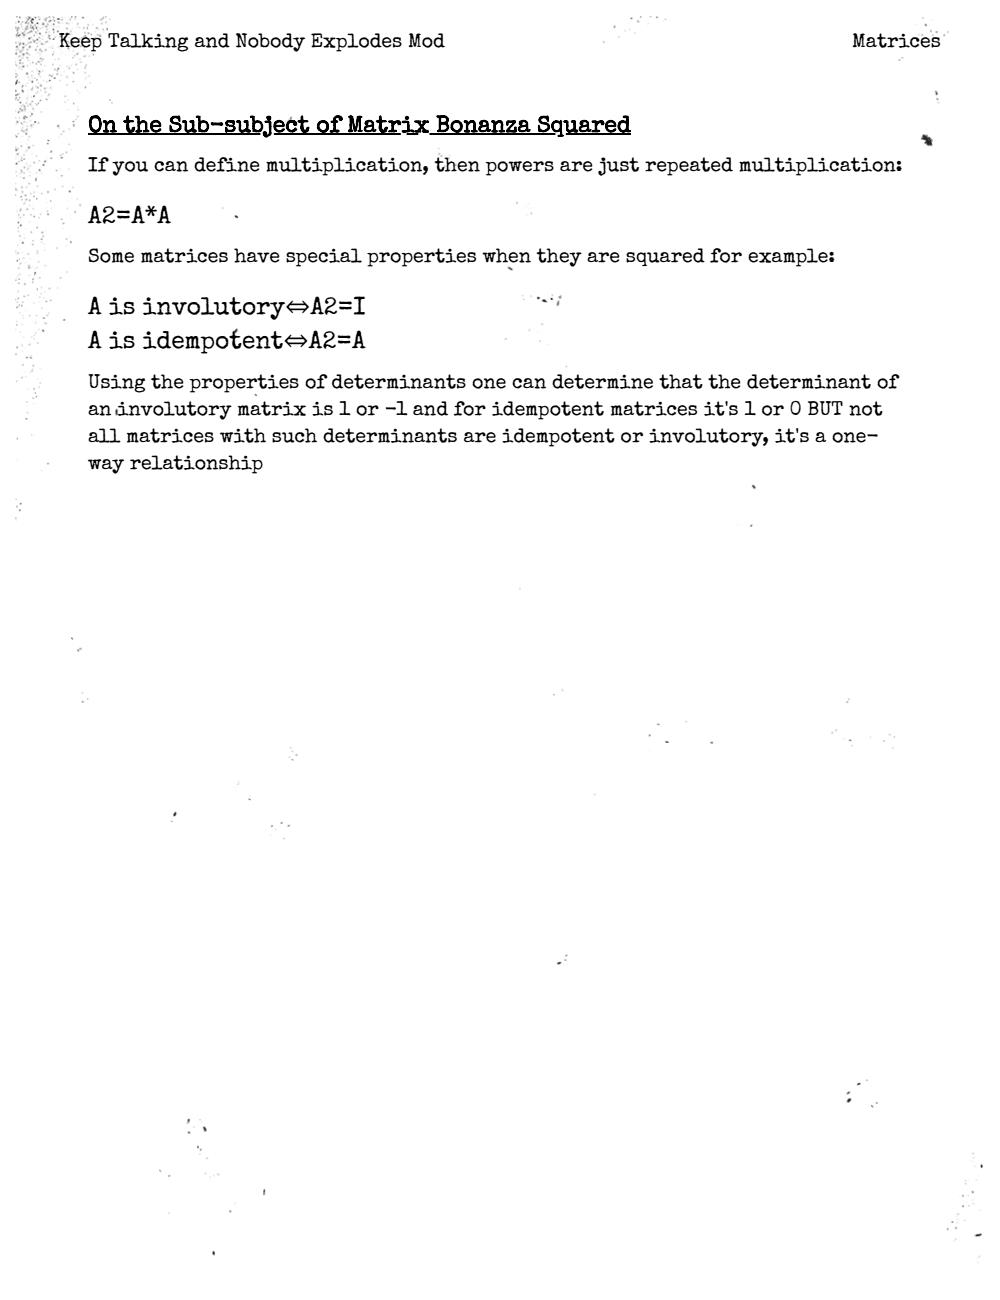 Keep Talking and Nobody Explodes Mod
Matrices
On the Sub-subject of Matrix Bonanza Squared
If you can define multiplication, then powers are just repeated multiplication:
A2=A*A
Some matrices have special properties when they are squared for example:
A is involutory⇔A2=I
A is idempotent⇔A2=A
Using the properties of determinants one can determine that the determinant of
an involutory matrix is 1 or -1 and for idempotent matrices it's 1 or 0 BUT not
all matrices with such determinants are idempotent or involutory, it's a one-
way relationship